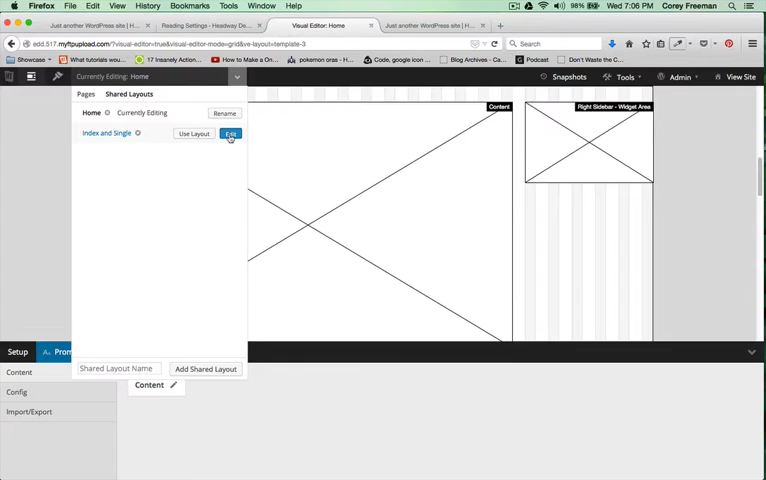 Firefox File Edit View History Bookmarks Tools Window Help
100% Wed 7:06 PM Corey Freeman
Just another WordPress site | H... × Reading Settings ‹ Headway De... × Visual Editor: Home × Just another WordPress site | H... × +
edd.517.myftpupload.com/?visual-editor=true&visual-editor-mode=grid&ve-layout=template-3
Search
Showcase What tutorials wou... 17 Insanely Action... pokemon oras - H... Code, google icon ... Blog Archives - Ca... Podcast Don't Waste the C...
Currently Editing: Home
Snapshots Tools Admin View Site
Pages Shared Layouts
Home Currently Editing Rename
Index and Single Use Layout Edit
Content
Right Sidebar - Widget Area
Shared Layout Name Add Shared Layout
Setup Aa Prom
Content
Config
Import/Export
Content